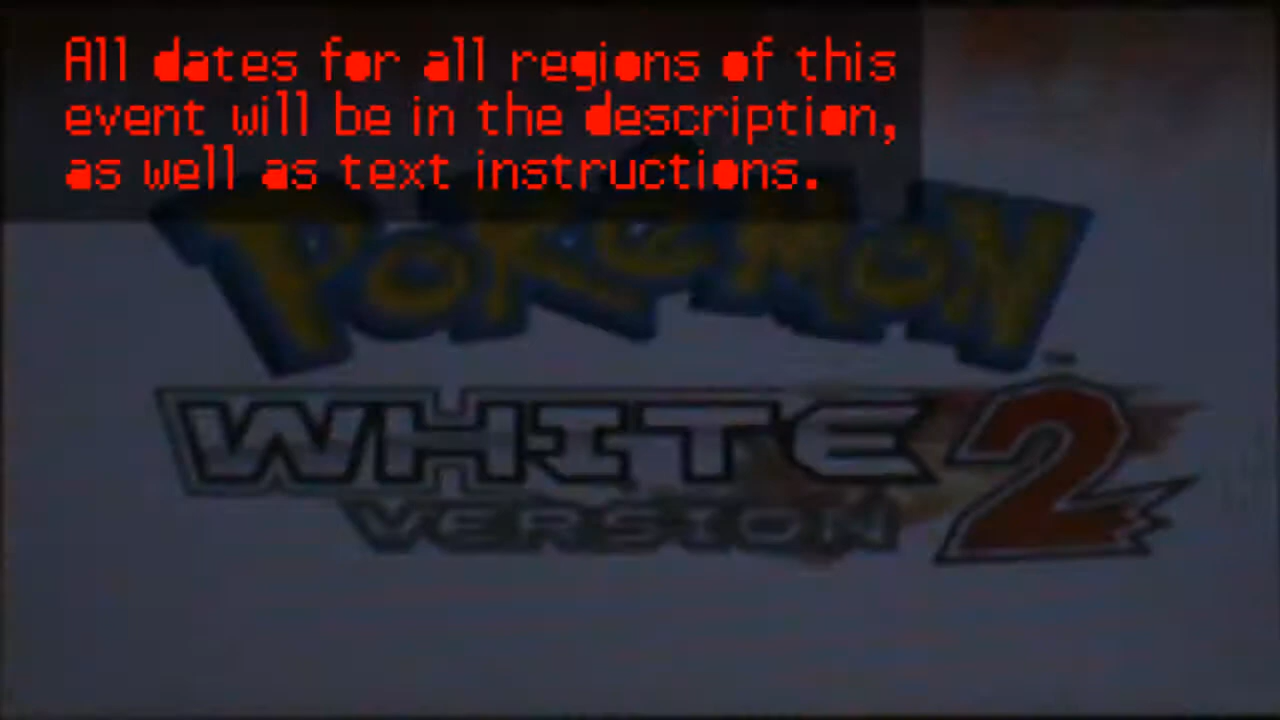 All dates for all regions of this
event will be in the description,
as well as text instructions.
POKéMON
WHITE 2
VERSION